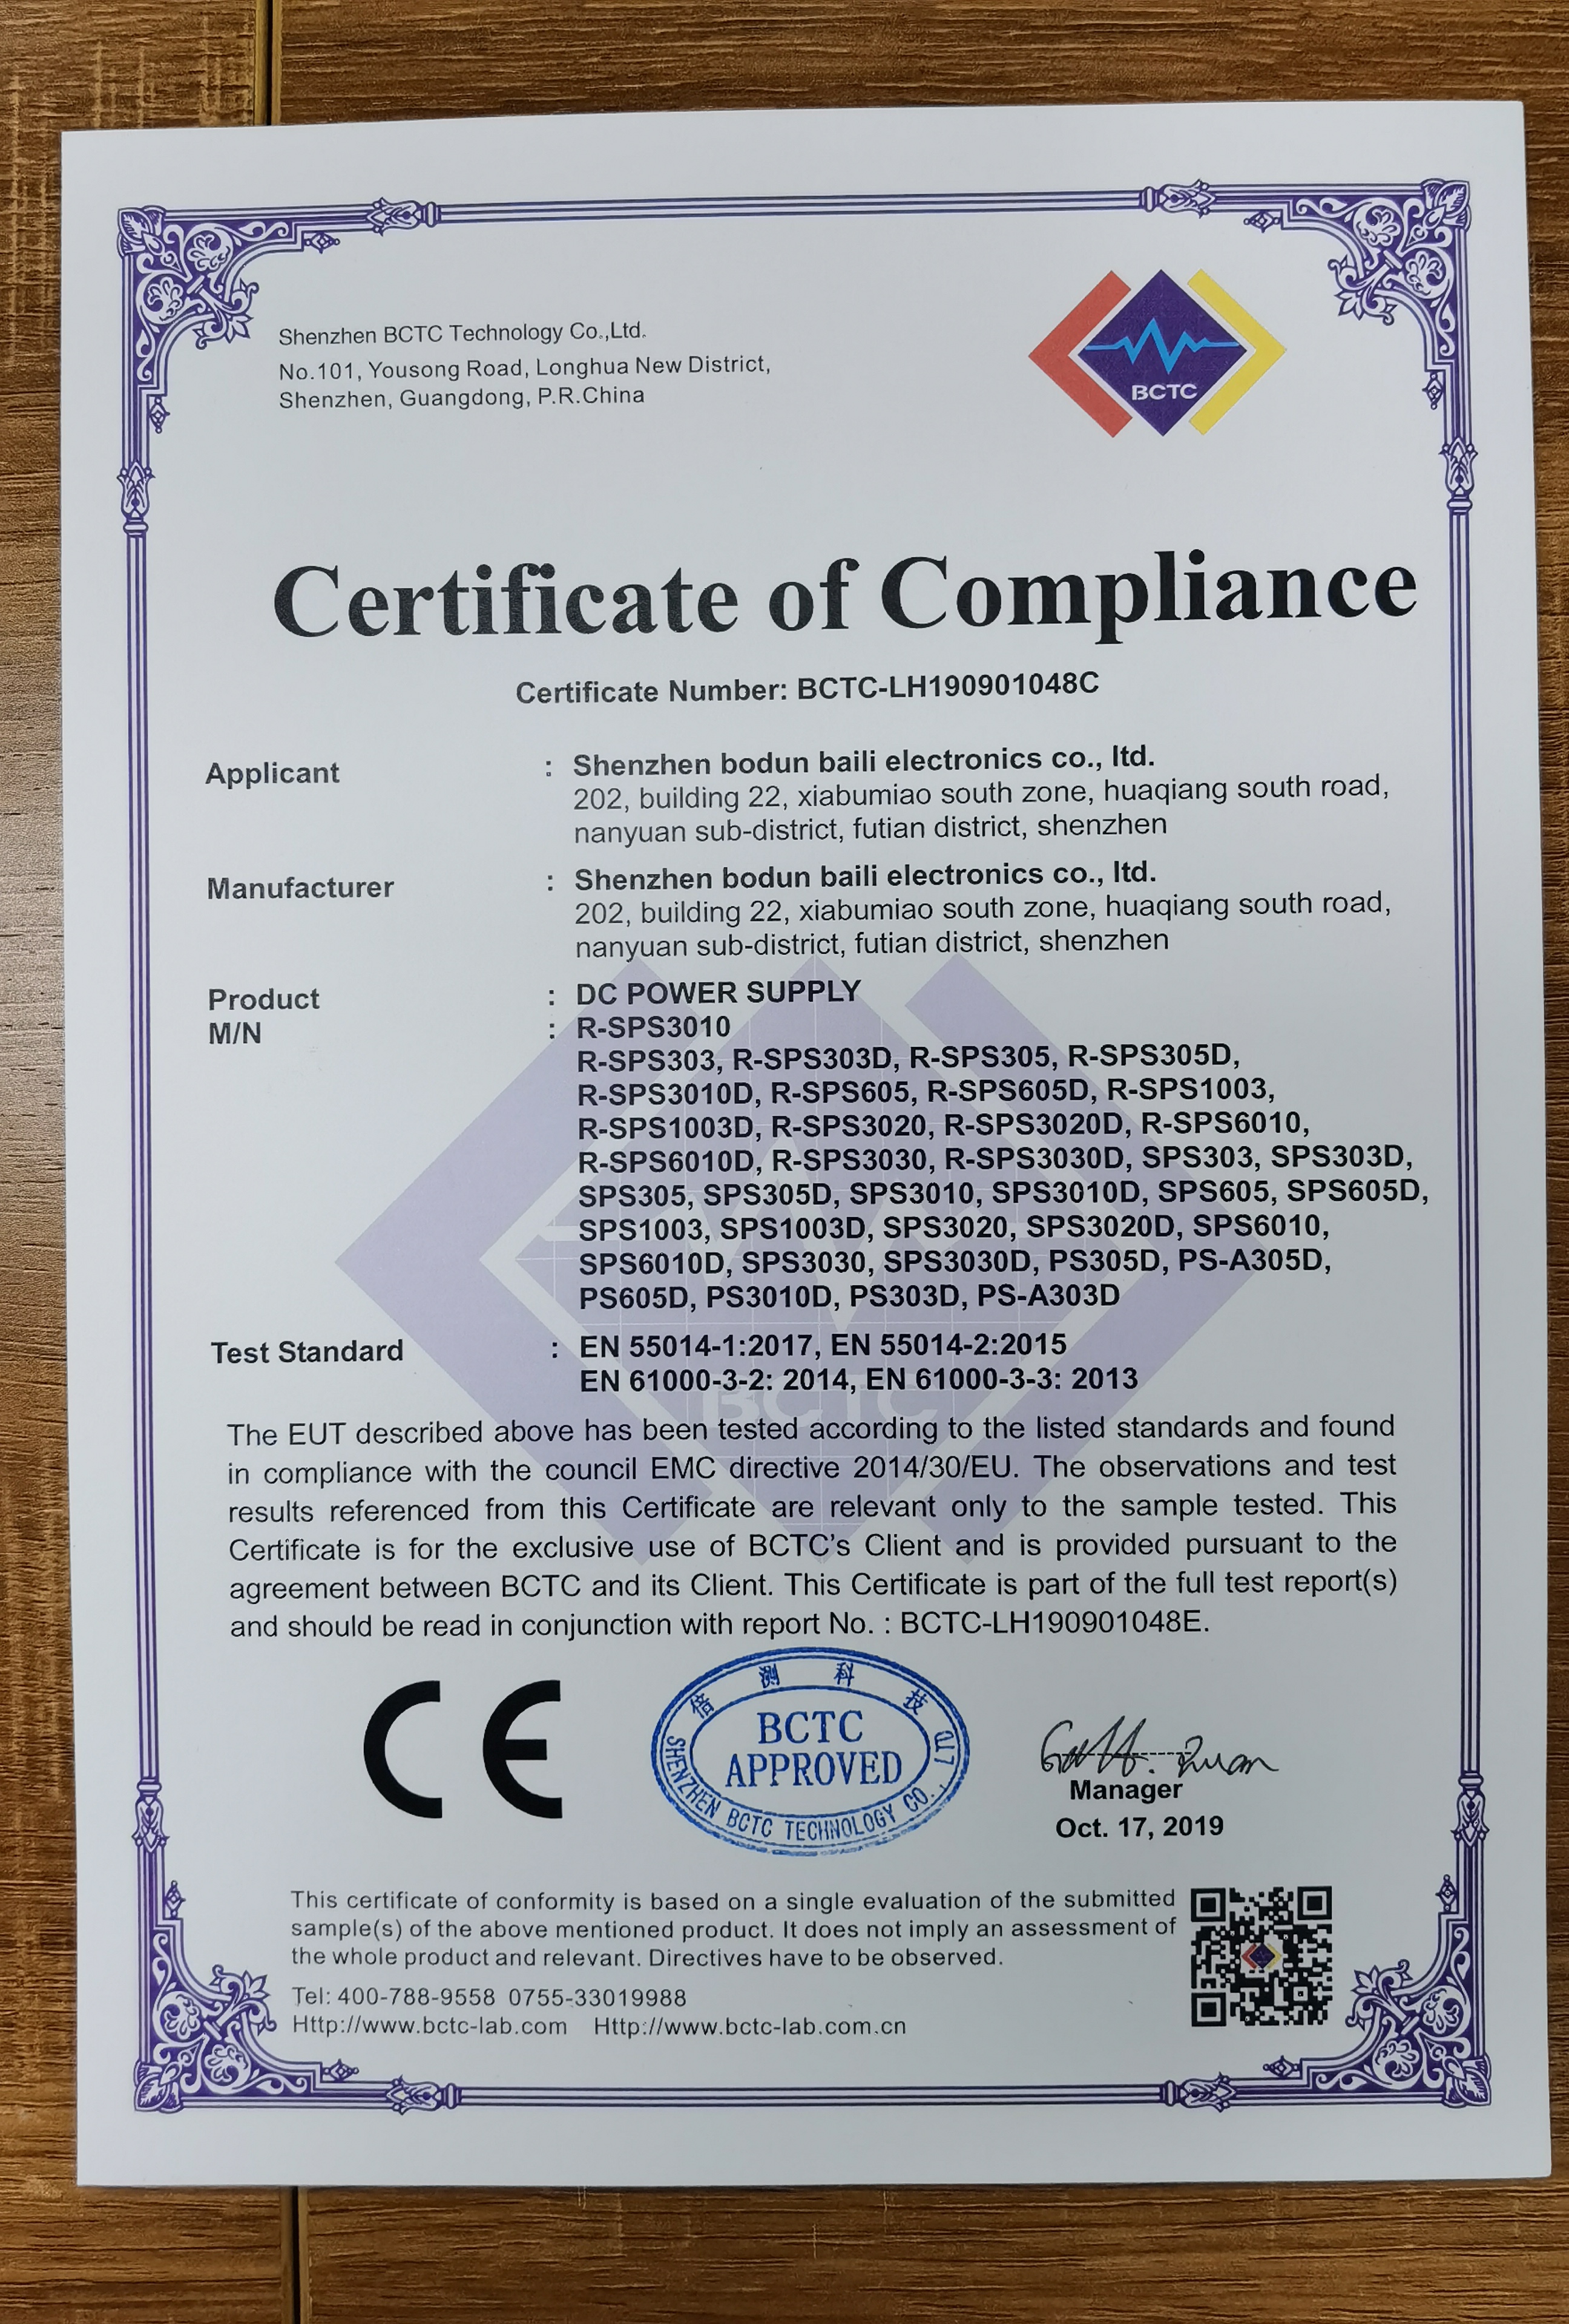 Shenzhen BCTC Technology Co.,Ltd.
No.101, Yousong Road, Longhua New District,
Shenzhen, Guangdong, P.R.China
BCTC
Certificate of Compliance
Certificate Number: BCTC-LH190901048C
Applicant : Shenzhen bodun baili electronics co., ltd.
202, building 22, xiabumiao south zone, huaqiang south road,
nanyuan sub-district, futian district, shenzhen
Manufacturer : Shenzhen bodun baili electronics co., ltd.
202, building 22, xiabumiao south zone, huaqiang south road,
nanyuan sub-district, futian district, shenzhen
Product : DC POWER SUPPLY
M/N : R-SPS3010
R-SPS303, R-SPS303D, R-SPS305, R-SPS305D,
R-SPS3010D, R-SPS605, R-SPS605D, R-SPS1003,
R-SPS1003D, R-SPS3020, R-SPS3020D, R-SPS6010,
R-SPS6010D, R-SPS3030, R-SPS3030D, SPS303, SPS303D,
SPS305, SPS305D, SPS3010, SPS3010D, SPS605, SPS605D,
SPS1003, SPS1003D, SPS3020, SPS3020D, SPS6010,
SPS6010D, SPS3030, SPS3030D, PS305D, PS-A305D,
PS605D, PS3010D, PS303D, PS-A303D
Test Standard : EN 55014-1:2017, EN 55014-2:2015
EN 61000-3-2: 2014, EN 61000-3-3: 2013
BCTC
The EUT described above has been tested according to the listed standards and found
in compliance with the council EMC directive 2014/30/EU. The observations and test
results referenced from this Certificate are relevant only to the sample tested. This
Certificate is for the exclusive use of BCTC's Client and is provided pursuant to the
agreement between BCTC and its Client. This Certificate is part of the full test report(s)
and should be read in conjunction with report No. : BCTC-LH190901048E.
CE
倍测科技
BCTC
APPROVED
SHENZHEN BCTC TECHNOLOGY CO., LTD
Manager
Oct. 17, 2019
This certificate of conformity is based on a single evaluation of the submitted
sample(s) of the above mentioned product. It does not imply an assessment of
the whole product and relevant. Directives have to be observed.
Tel: 400-788-9558 0755-33019988
Http://www.bctc-lab.com Http://www.bctc-lab.com.cn